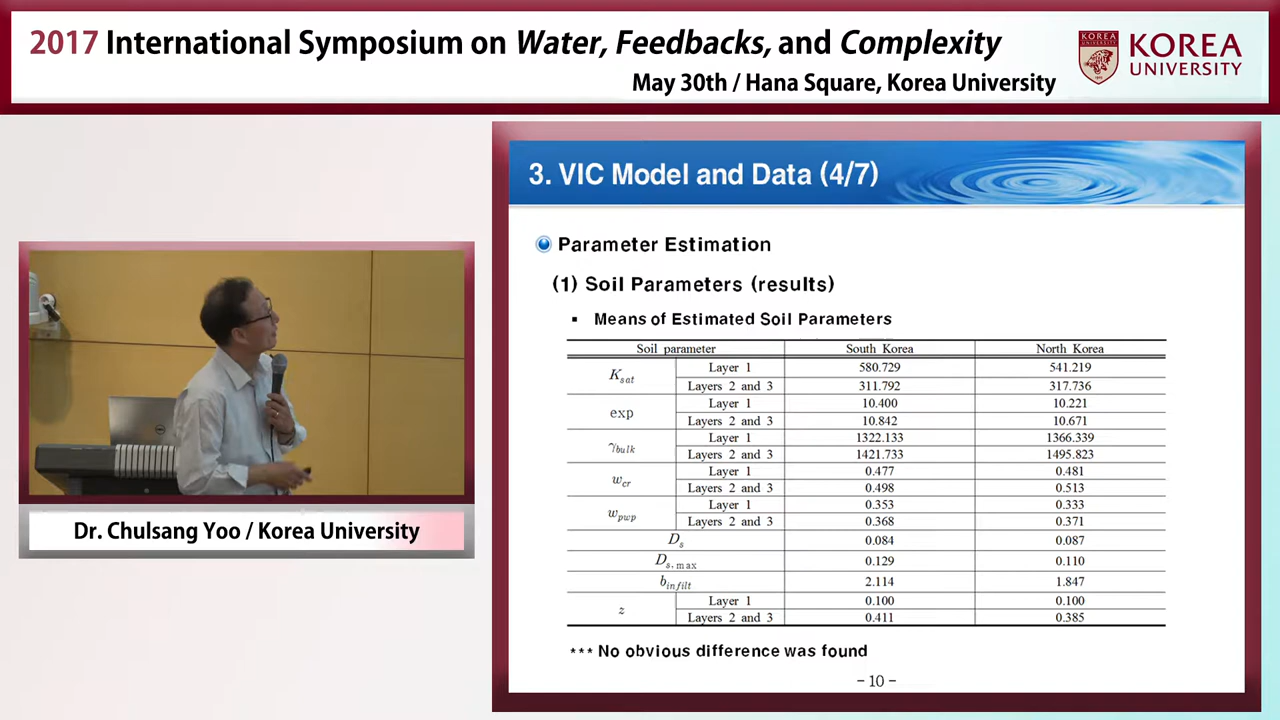 2017 International Symposium on Water, Feedbacks, and Complexity
May 30th / Hana Square, Korea University
KOREA
UNIVERSITY
3. VIC Model and Data (4/7)
Parameter Estimation
(1) Soil Parameters (results)
▪ Means of Estimated Soil Parameters
Soil parameter South Korea North Korea
K_sat Layer 1 580.729 541.219
Layers 2 and 3 311.792 317.736
exp Layer 1 10.400 10.221
Layers 2 and 3 10.842 10.671
γ_bulk Layer 1 1322.133 1366.339
Layers 2 and 3 1421.733 1495.823
w_cr Layer 1 0.477 0.481
Layers 2 and 3 0.498 0.513
w_pwp Layer 1 0.353 0.333
Layers 2 and 3 0.368 0.371
D_s 0.084 0.087
D_s,max 0.129 0.110
b_infilt 2.114 1.847
z Layer 1 0.100 0.100
Layers 2 and 3 0.411 0.385
*** No obvious difference was found
- 10 -
Dr. Chulsang Yoo / Korea University